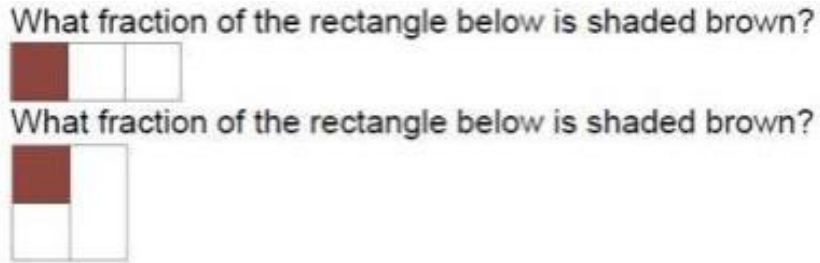 What fraction of the rectangle below is shaded brown?
What fraction of the rectangle below is shaded brown?